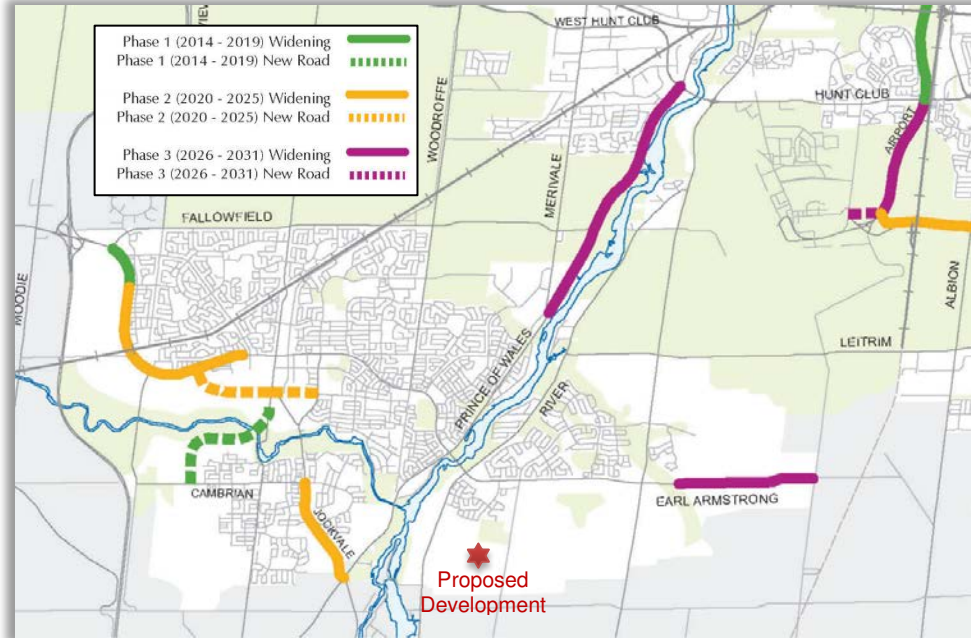 VIEW
WEST HUNT CLUB
Phase 1 (2014 - 2019) Widening
Phase 1 (2014 - 2019) New Road
Phase 2 (2020 - 2025) Widening
Phase 2 (2020 - 2025) New Road
Phase 3 (2026 - 2031) Widening
Phase 3 (2026 - 2031) New Road
WOODROFFE
HUNT CLUB
AIRPORT
MERIVALE
FALLOWFIELD
MOODIE
ALBION
LEITRIM
PRINCE OF WALES
RIVER
CAMBRIAN
EARL ARMSTRONG
JOCKVALE
Proposed
Development